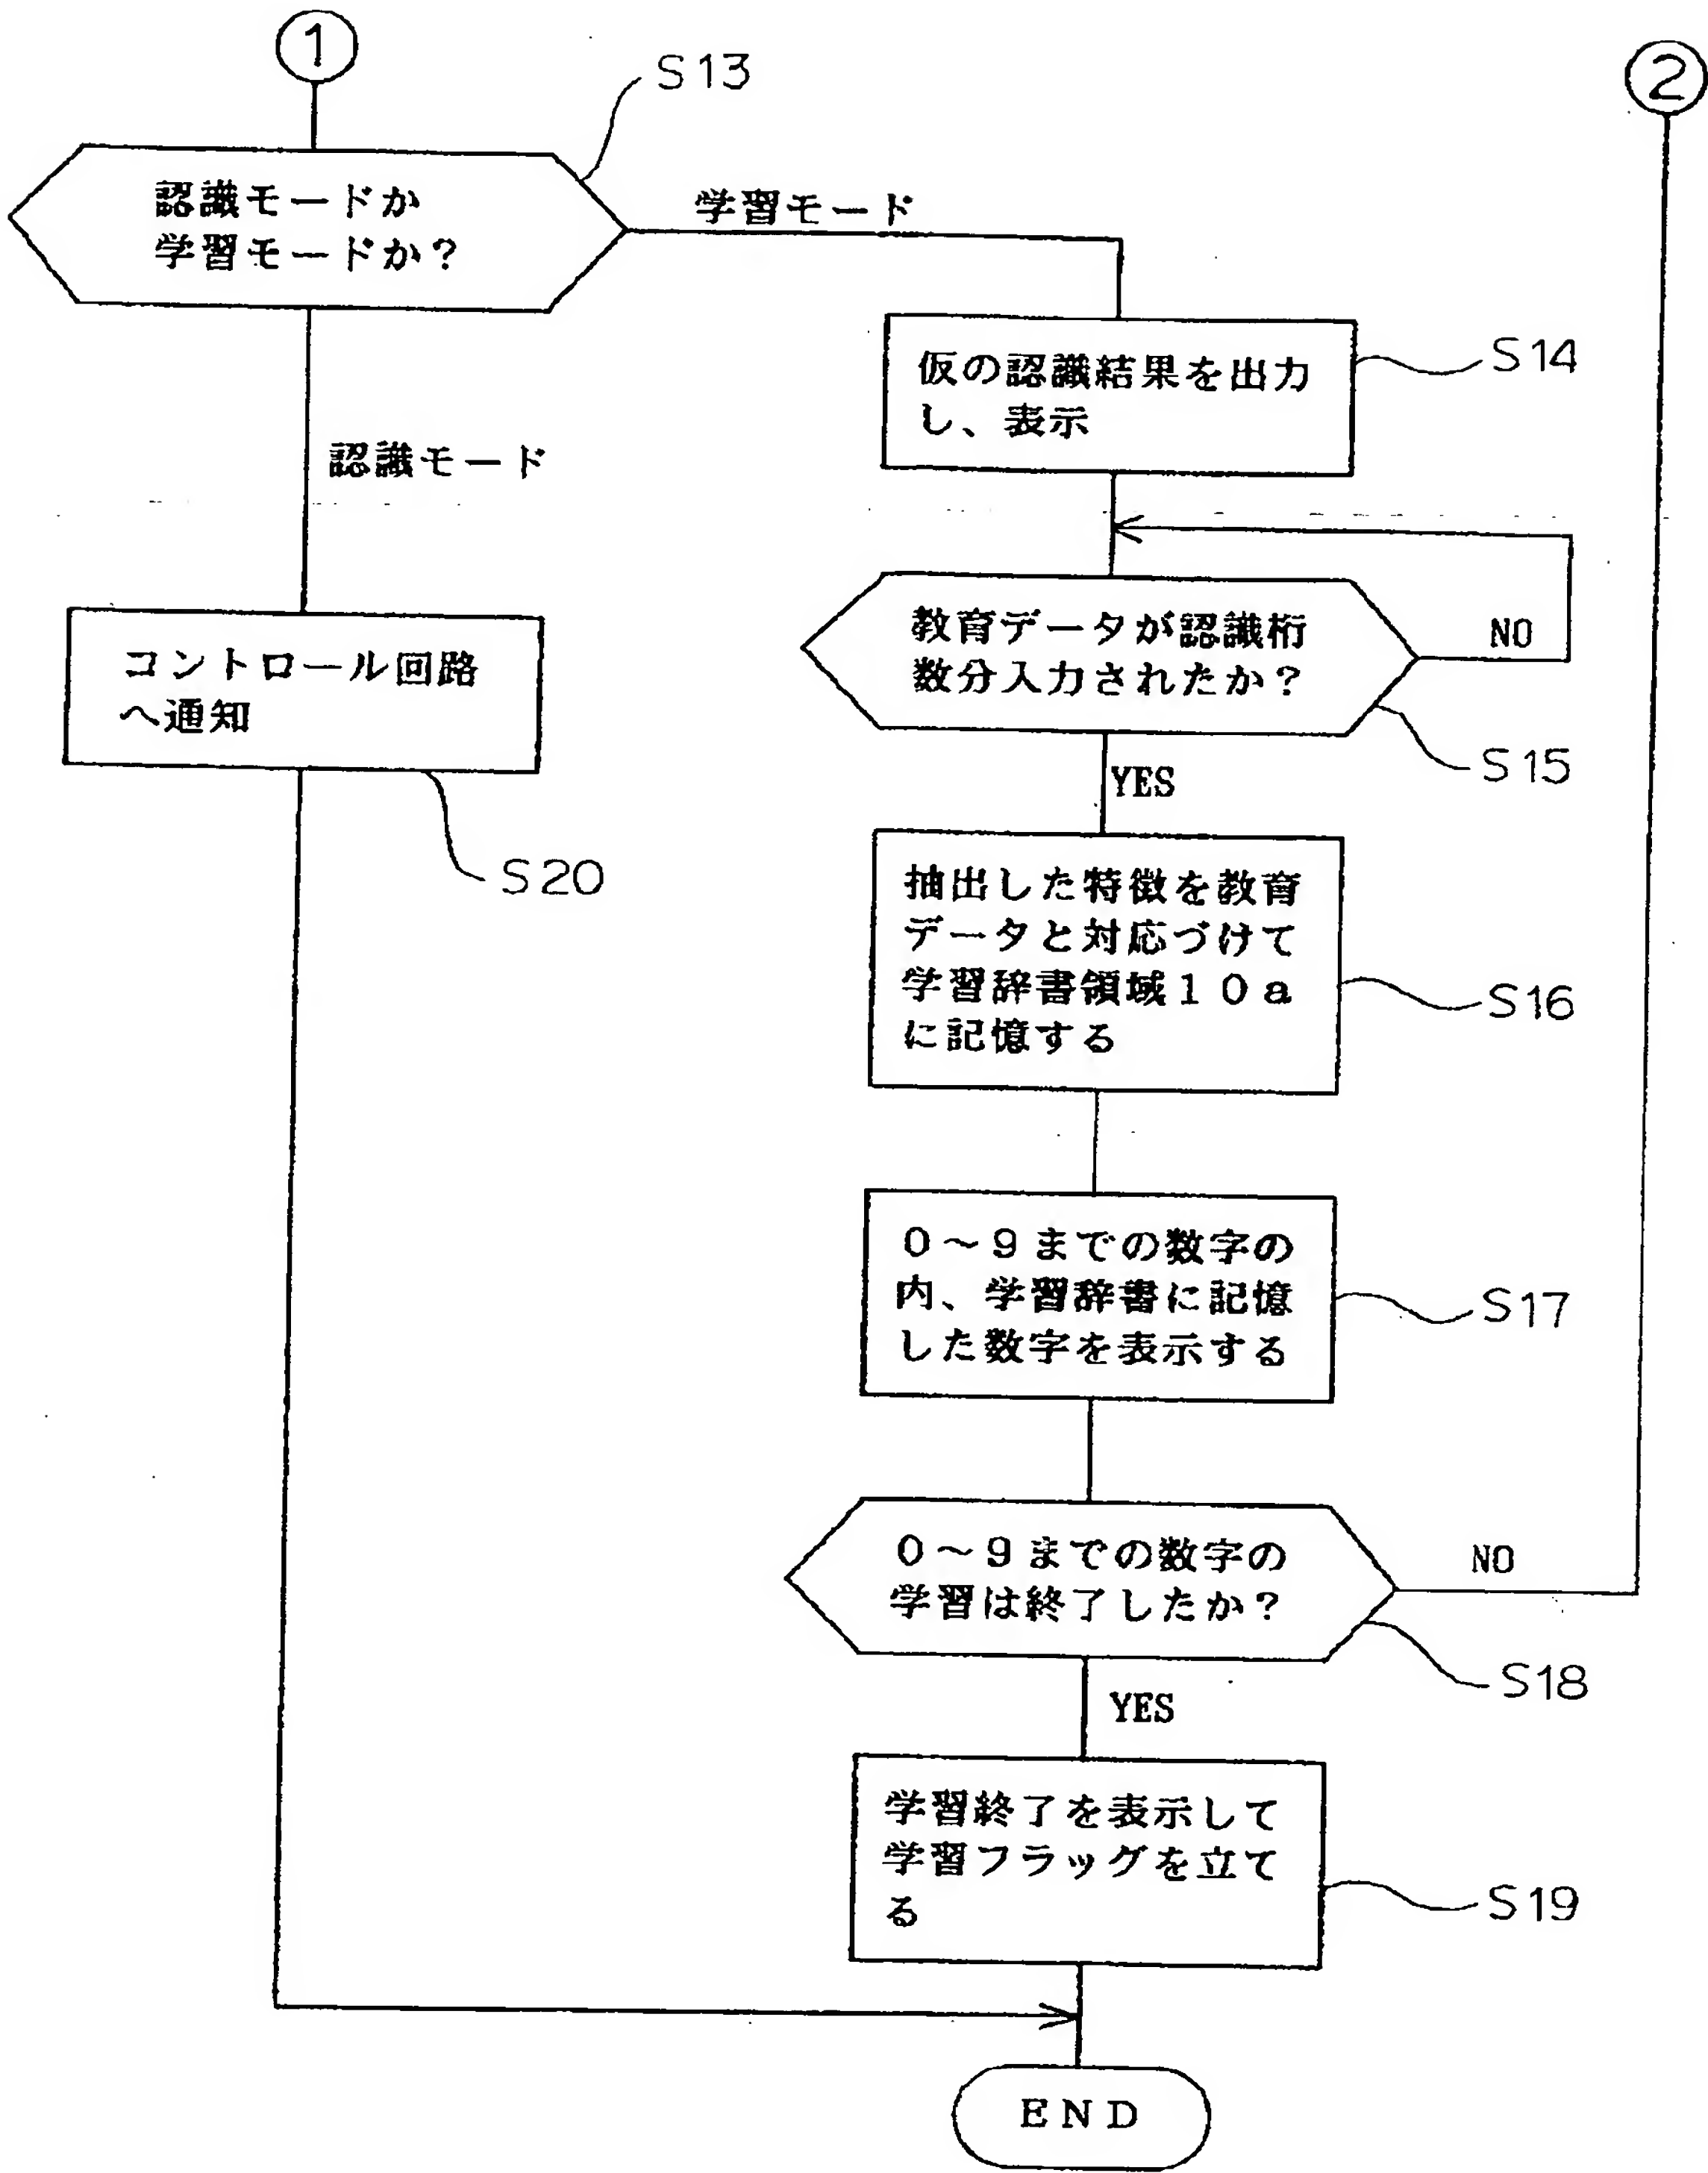 ①
②
S13
認識モードか
学習モードか?
学習モード
仮の認識結果を出力
し、表示
S14
認識モード
教育データが認識桁
数分入力されたか?
NO
S15
コントロール回路
へ通知
YES
S20
抽出した特徴を教育
データと対応づけて
学習辞書領域10a
に記憶する
S16
0～9までの数字の
内、学習辞書に記憶
した数字を表示する
S17
0～9までの数字の
学習は終了したか?
NO
S18
YES
学習終了を表示して
学習フラッグを立て
る
S19
END